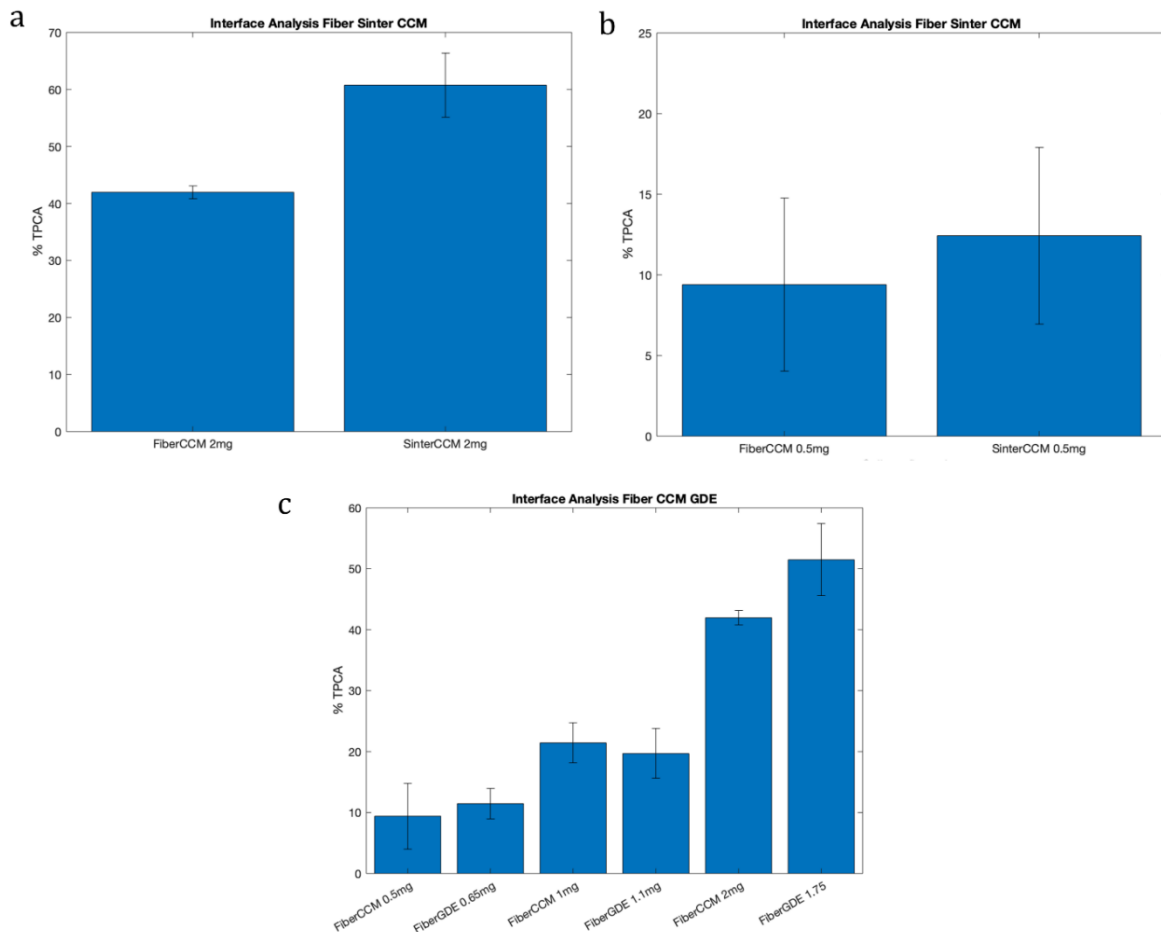 a
Interface Analysis Fiber Sinter CCM
70
60
50
40
30
20
10
0
% TPCA
FiberCCM 2mg
SinterCCM 2mg
b
Interface Analysis Fiber Sinter CCM
25
20
15
10
5
0
% TPCA
FiberCCM 0.5mg
SinterCCM 0.5mg
c
Interface Analysis Fiber CCM GDE
60
50
40
30
20
10
0
% TPCA
FiberCCM 0.5mg
FiberGDE 0.65mg
FiberCCM 1mg
FiberGDE 1.1mg
FiberCCM 2mg
FiberGDE 1.75